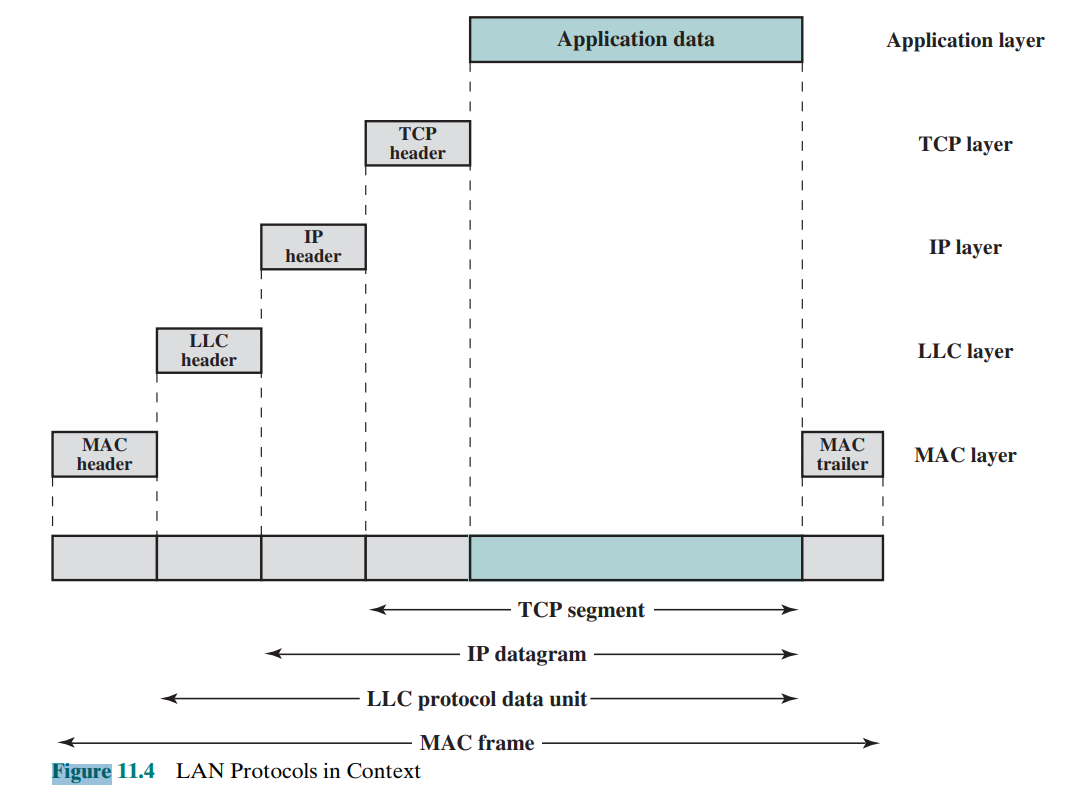 Application data
Application layer
TCP
header
TCP layer
IP
header
IP layer
LLC
header
LLC layer
MAC
header
MAC
trailer
MAC layer
TCP segment
IP datagram
LLC protocol data unit
MAC frame
Figure 11.4 LAN Protocols in Context